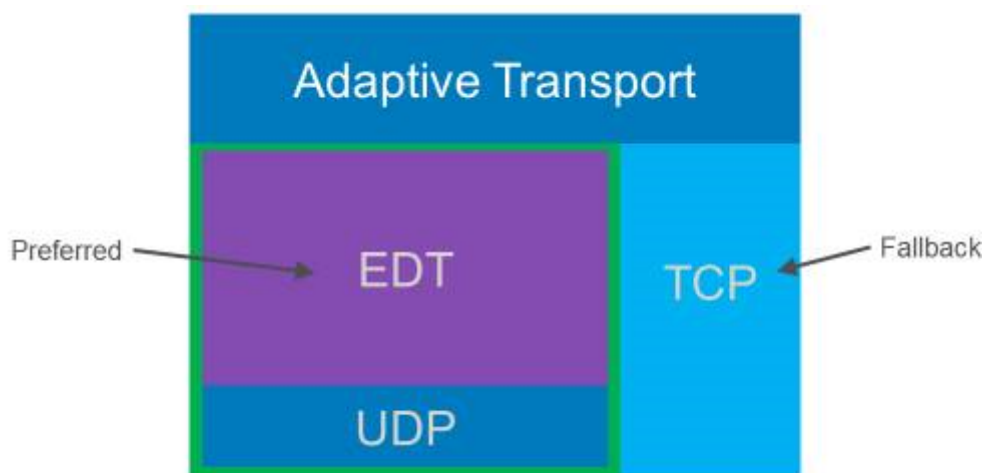 Adaptive Transport
Preferred
EDT
TCP
Fallback
UDP